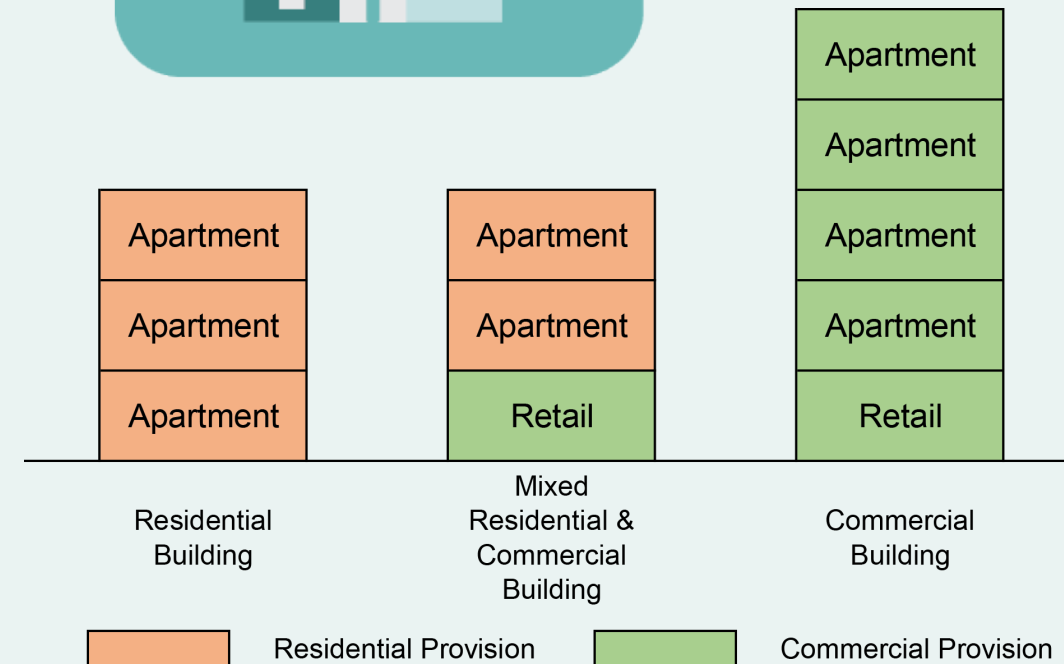 Apartment
Apartment
Apartment
Apartment
Apartment
Apartment
Apartment
Apartment
Apartment
Apartment
Retail
Retail
Residential
Building
Mixed
Residential &
Commercial
Building
Commercial
Building
Residential Provision
Commercial Provision